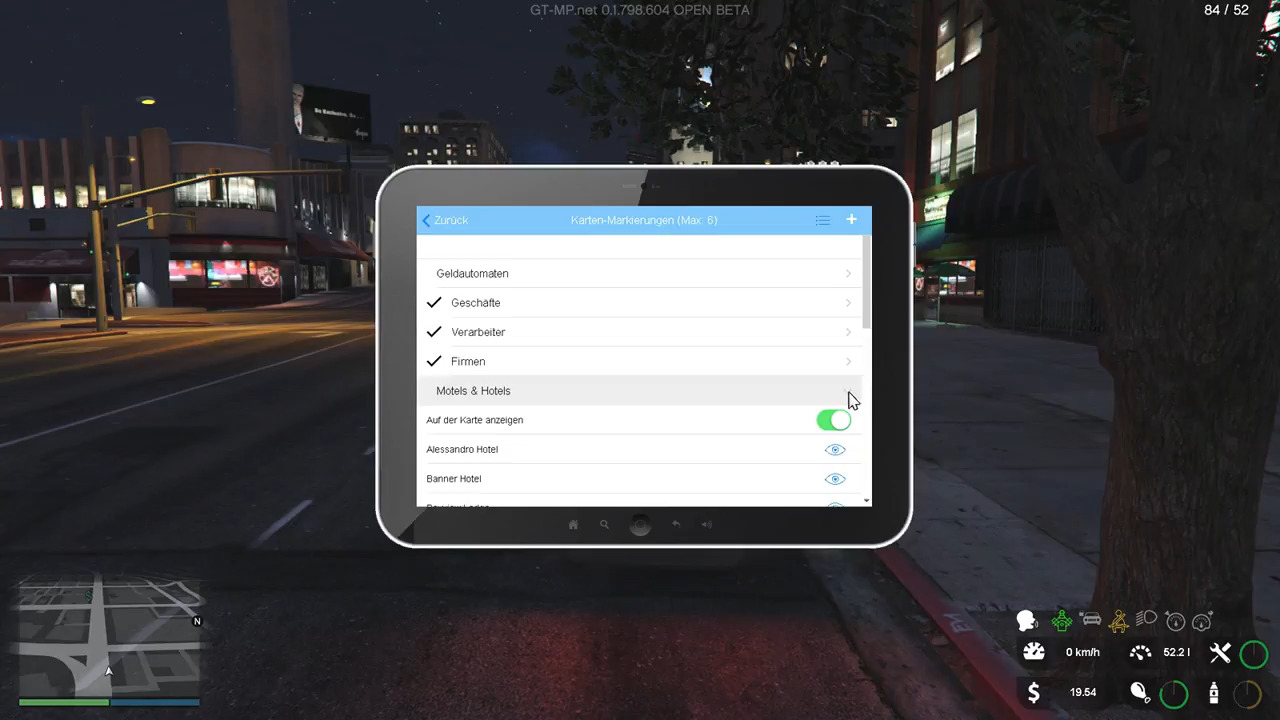 GT-MP.net 0.1.798.604 OPEN BETA
84 / 52
Zurück
Karten-Markierungen (Max. 6)
Geldautomaten
Geschäfte
Verarbeiter
Firmen
Motels & Hotels
Auf der Karte anzeigen
Alessandro Hotel
Banner Hotel
N
0 km/h
52.2 l
$
19.54